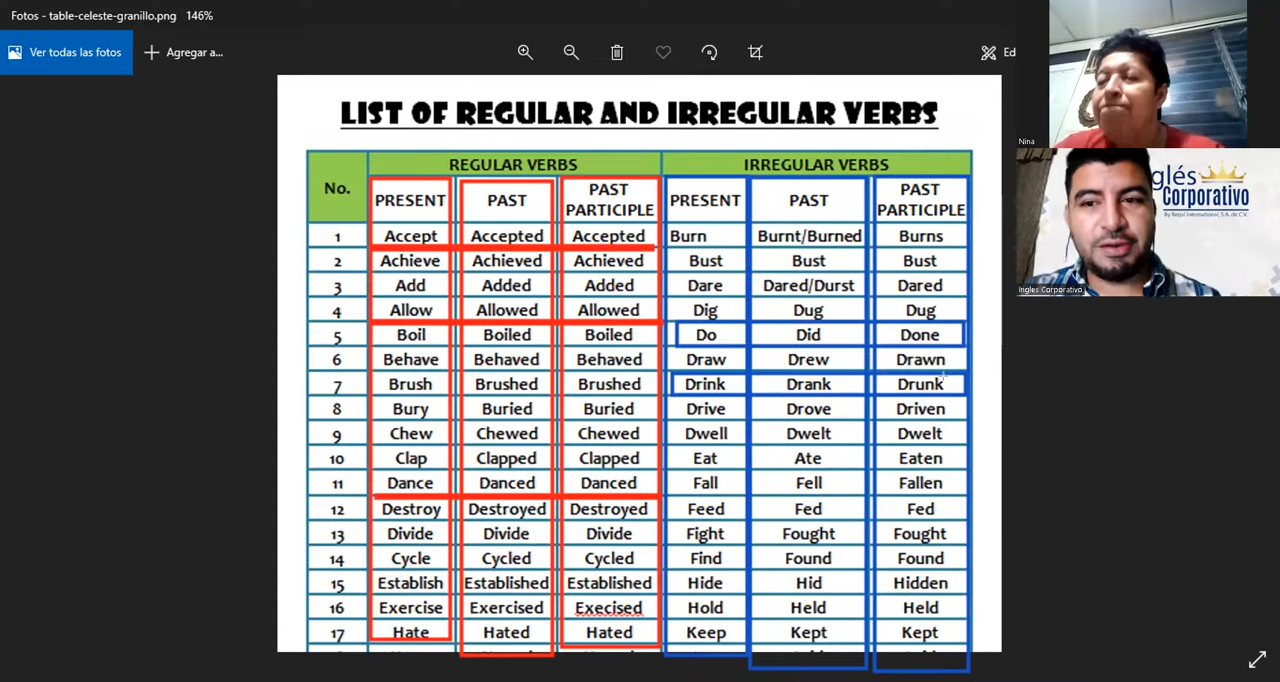 Fotos - table-celeste-granillo.png 146%
Ver todas las fotos Agregar a... Ed
LIST OF REGULAR AND IRREGULAR VERBS
No. REGULAR VERBS IRREGULAR VERBS
PRESENT PAST PAST PARTICIPLE PRESENT PAST PAST PARTICIPLE
1 Accept Accepted Accepted Burn Burnt/Burned Burns
2 Achieve Achieved Achieved Bust Bust Bust
3 Add Added Added Dare Dared/Durst Dared
4 Allow Allowed Allowed Dig Dug Dug
5 Boil Boiled Boiled Do Did Done
6 Behave Behaved Behaved Draw Drew Drawn
7 Brush Brushed Brushed Drink Drank Drunk
8 Bury Buried Buried Drive Drove Driven
9 Chew Chewed Chewed Dwell Dwelt Dwelt
10 Clap Clapped Clapped Eat Ate Eaten
11 Dance Danced Danced Fall Fell Fallen
12 Destroy Destroyed Destroyed Feed Fed Fed
13 Divide Divide Divide Fight Fought Fought
14 Cycle Cycled Cycled Find Found Found
15 Establish Established Established Hide Hid Hidden
16 Exercise Exercised Execised Hold Held Held
17 Hate Hated Hated Keep Kept Kept
Nina
glés
Corporativo
By Regal International, S.A. de C.V.
Ingles Corporativo